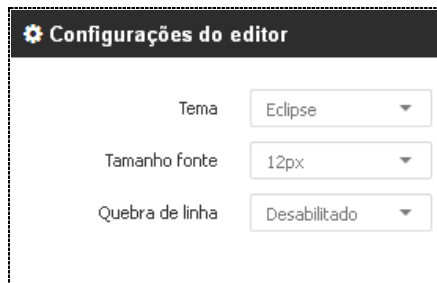 Configurações do editor
Tema Eclipse
Tamanho fonte 12px
Quebra de linha Desabilitado